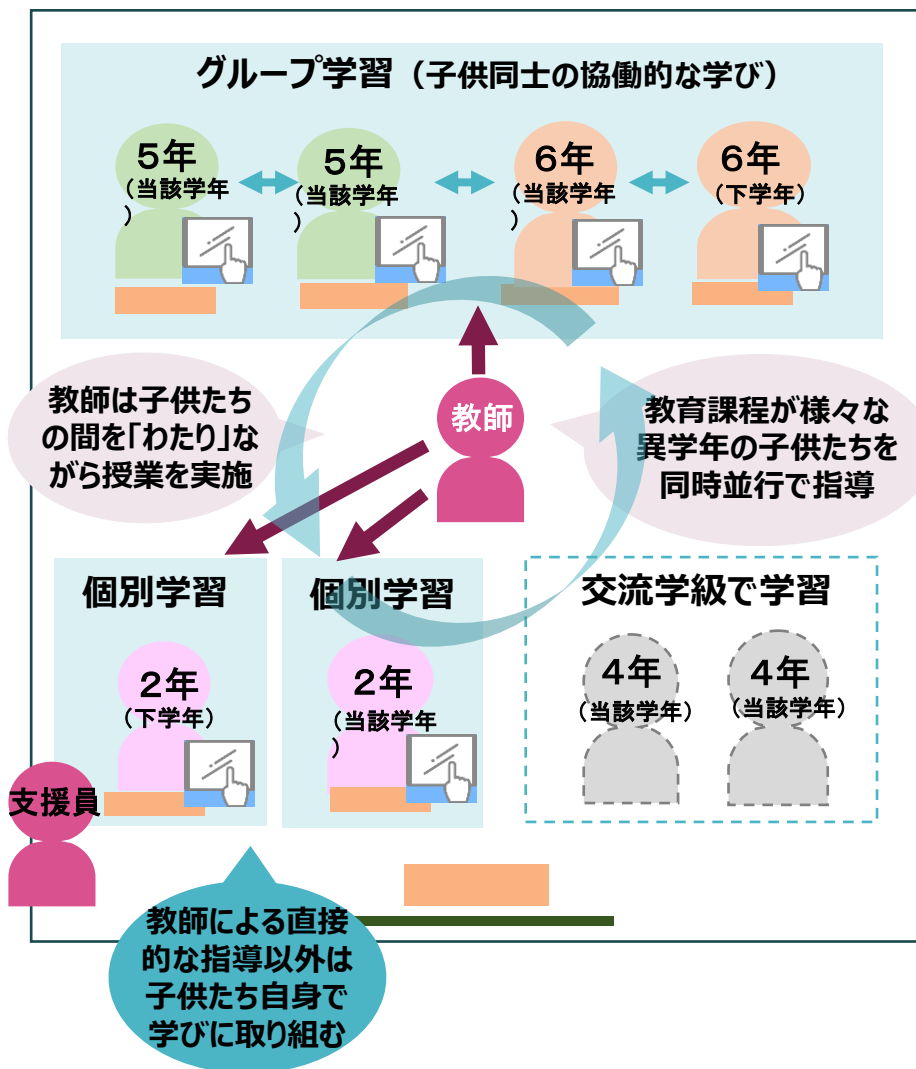 グループ学習（子供同士の協働的な学び）
５年
（当該学年
）
５年
（当該学年
）
６年
（当該学年
）
６年
（下学年）
教師は子供たち
の間を「わたり」な
がら授業を実施
教師
教育課程が様々な
異学年の子供たちを
同時並行で指導
個別学習
２年
（下学年）
個別学習
２年
（当該学年
）
交流学級で学習
４年
（当該学年）
４年
（当該学年）
支援員
教師による直接
的な指導以外は
子供たち自身で
学びに取り組む